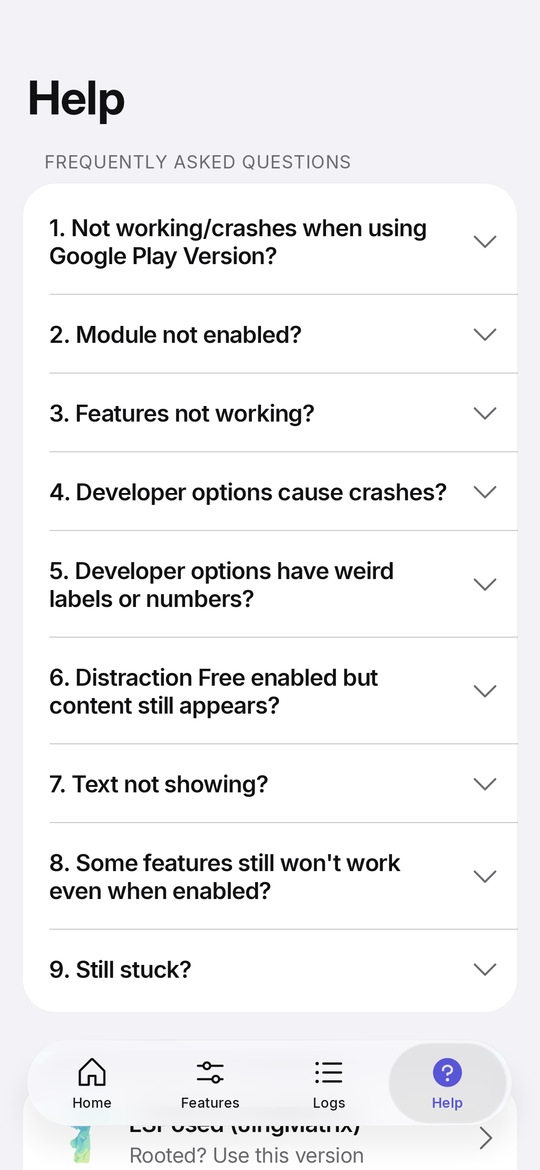 Help
FREQUENTLY ASKED QUESTIONS
1. Not working/crashes when using
Google Play Version?
2. Module not enabled?
3. Features not working?
4. Developer options cause crashes?
5. Developer options have weird
labels or numbers?
6. Distraction Free enabled but
content still appears?
7. Text not showing?
8. Some features still won't work
even when enabled?
9. Still stuck?
Home
Features
Logs
Help
LSPosed (JingMatrix)
Rooted? Use this version